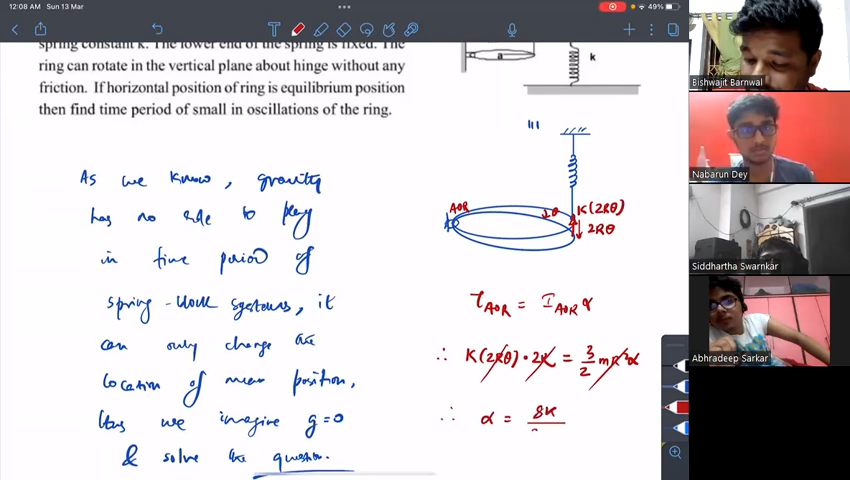 12:08 AM Sun 13 Mar
49%
spring constant k. The lower end of the spring is fixed. The
ring can rotate in the vertical plane about hinge without any
friction. If horizontal position of ring is equilibrium position
then find time period of small in oscillations of the ring.
a
k
As we know, gravity
has no role to play
in time period of
spring-block systems, it
can only change the
location of mean position,
thus we imagine g=0
& solve the question.
AOR
θ
K(2Rθ)
2Rθ
τ_AOR = I_AOR α
∴ K(2Rθ)·2R = 3/2 mR²α
∴ α = 8K
Biswajit Barnwal
Nabarun Dey
Siddhartha Swarnkar
Abhradeep Sarkar